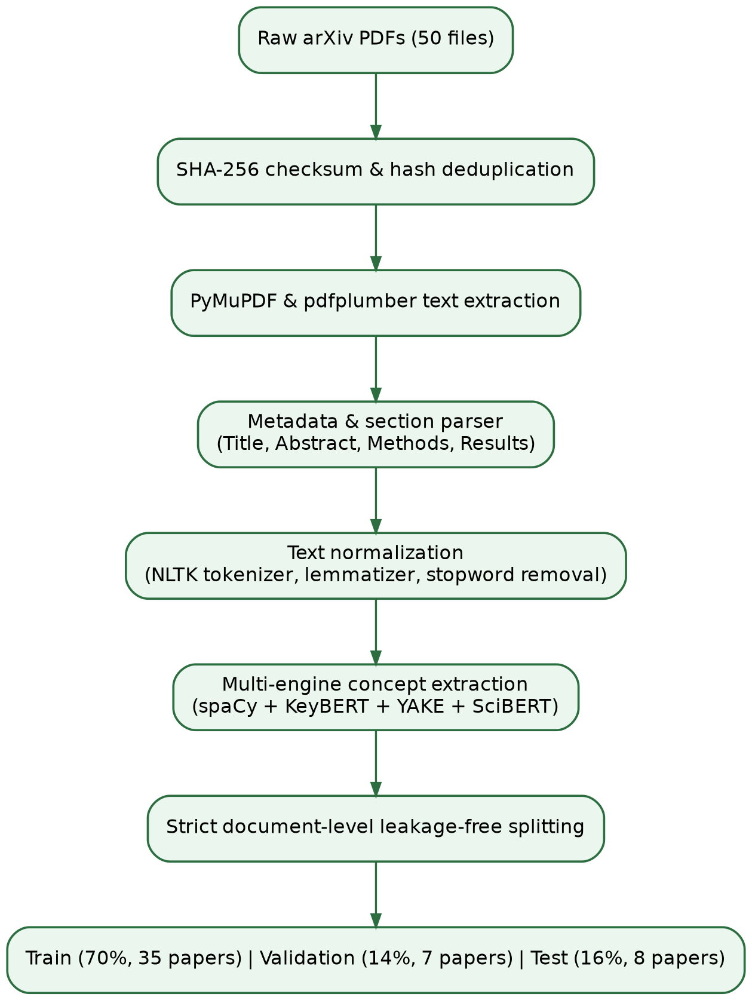 Raw arXiv PDFs (50 files)
SHA-256 checksum & hash deduplication
PyMuPDF & pdfplumber text extraction
Metadata & section parser
(Title, Abstract, Methods, Results)
Text normalization
(NLTK tokenizer, lemmatizer, stopword removal)
Multi-engine concept extraction
(spaCy + KeyBERT + YAKE + SciBERT)
Strict document-level leakage-free splitting
Train (70%, 35 papers) | Validation (14%, 7 papers) | Test (16%, 8 papers)